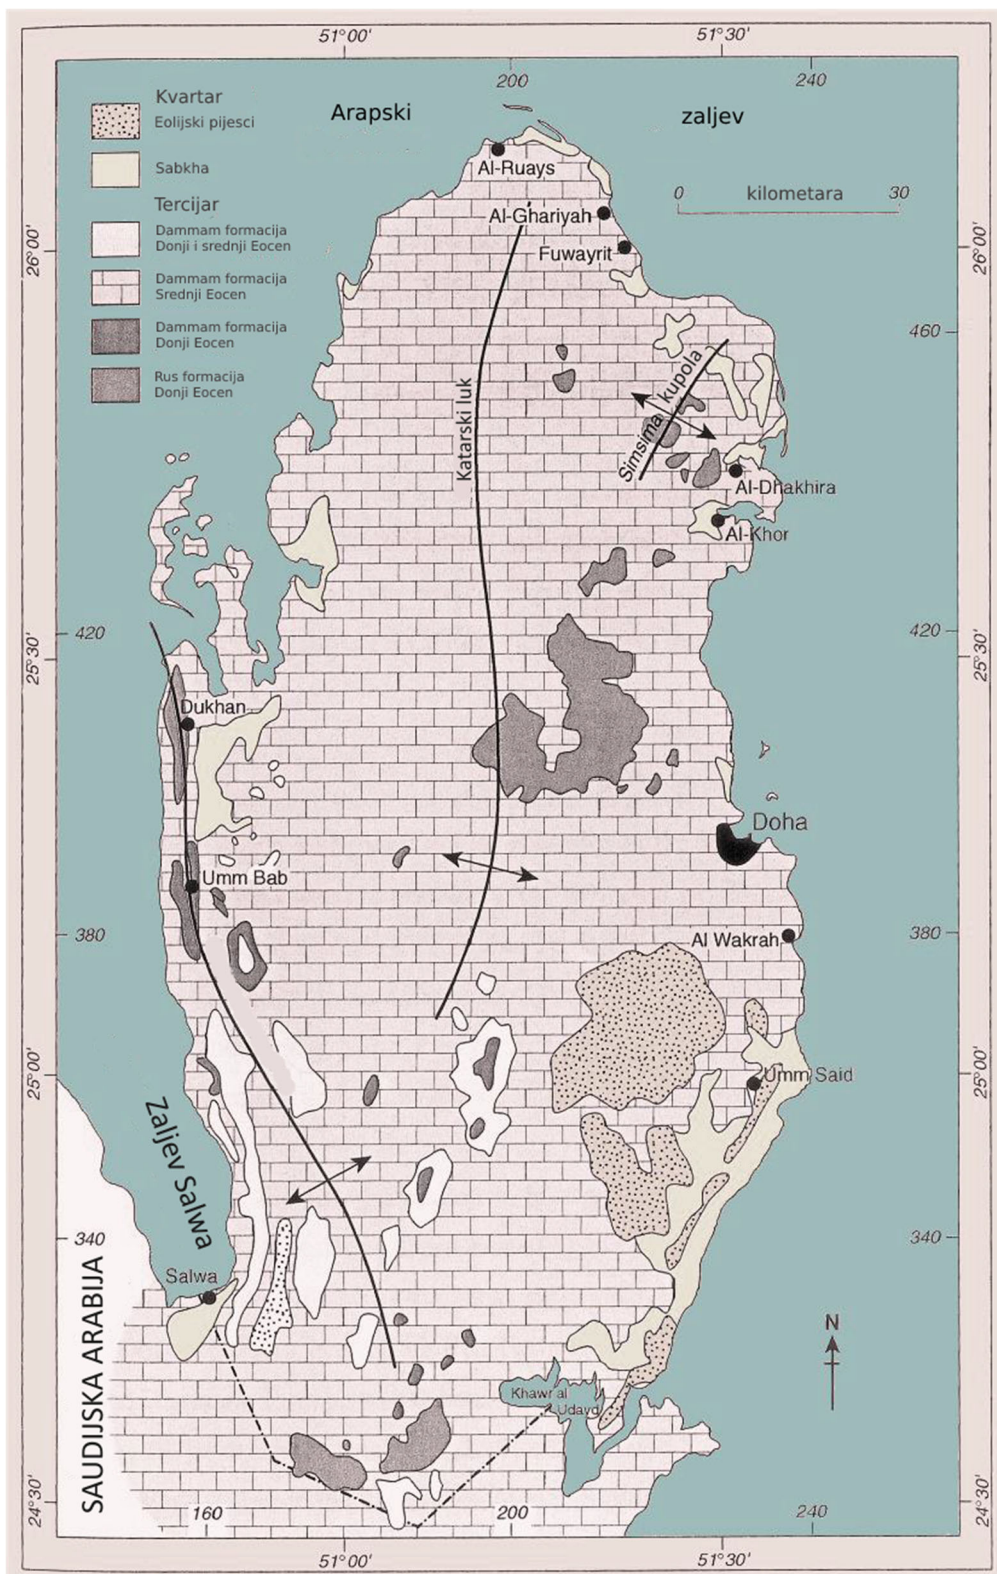 51°00'
51°30'
200
240
Kvartar
Eolijski pijesci
Sabkha
Tercijar
Dammam formacija
Donji i srednji Eocen
Dammam formacija
Srednji Eocen
Dammam formacija
Donji Eocen
Rus formacija
Donji Eocen
Arapski
zaljev
0 kilometara 30
Al-Ruays
Al-Ghariyah
Fuwayrit
26°00'
26°00'
460
Katarski luk
Simsima kupola
Al-Dhakhira
Al-Khor
420
420
25°30'
25°30'
Dukhan
Doha
Umm Bab
380
380
Al Wakrah
25°00'
25°00'
Umm Said
Zaljev Salwa
340
340
Salwa
SAUDIJSKA ARABIJA
N
Khawr al
Udayd
24°30'
24°30'
160
200
240
51°00'
51°30'